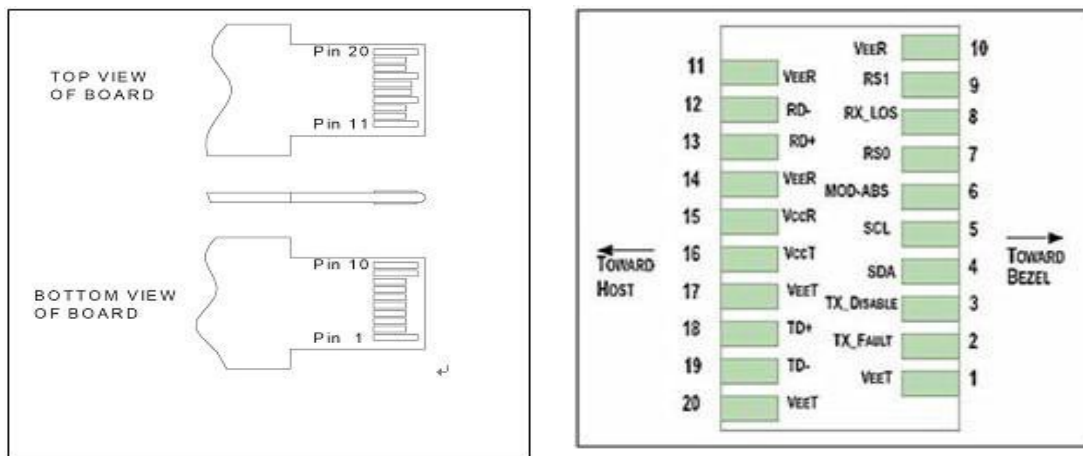 TOP VIEW
OF BOARD
Pin 20
Pin 11
BOTTOM VIEW
OF BOARD
Pin 10
Pin 1
11 VEER
12 RD-
13 RD+
14 VEER
15 VCCR
16 VCCT
17 VEET
18 TD+
19 TD-
20 VEET
VEER 10
RS1 9
RX_LOS 8
RS0 7
MOD-ABS 6
SCL 5
SDA 4
TX_DISABLE 3
TX_FAULT 2
VEET 1
TOWARD
HOST
TOWARD
BEZEL